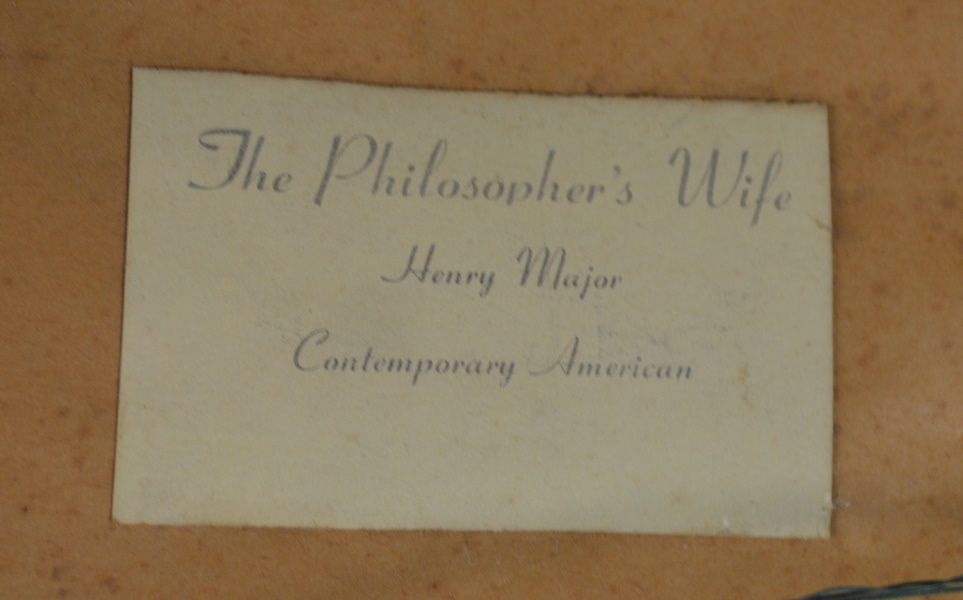 The Philosopher's Wife
Henry Major
Contemporary American